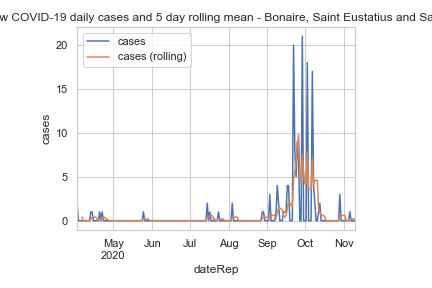 w COVID-19 daily cases and 5 day rolling mean - Bonaire, Saint Eustatius and Sa
cases
cases (rolling)
20
15
10
5
0
cases
May Jun Jul Aug Sep Oct Nov
2020
dateRep